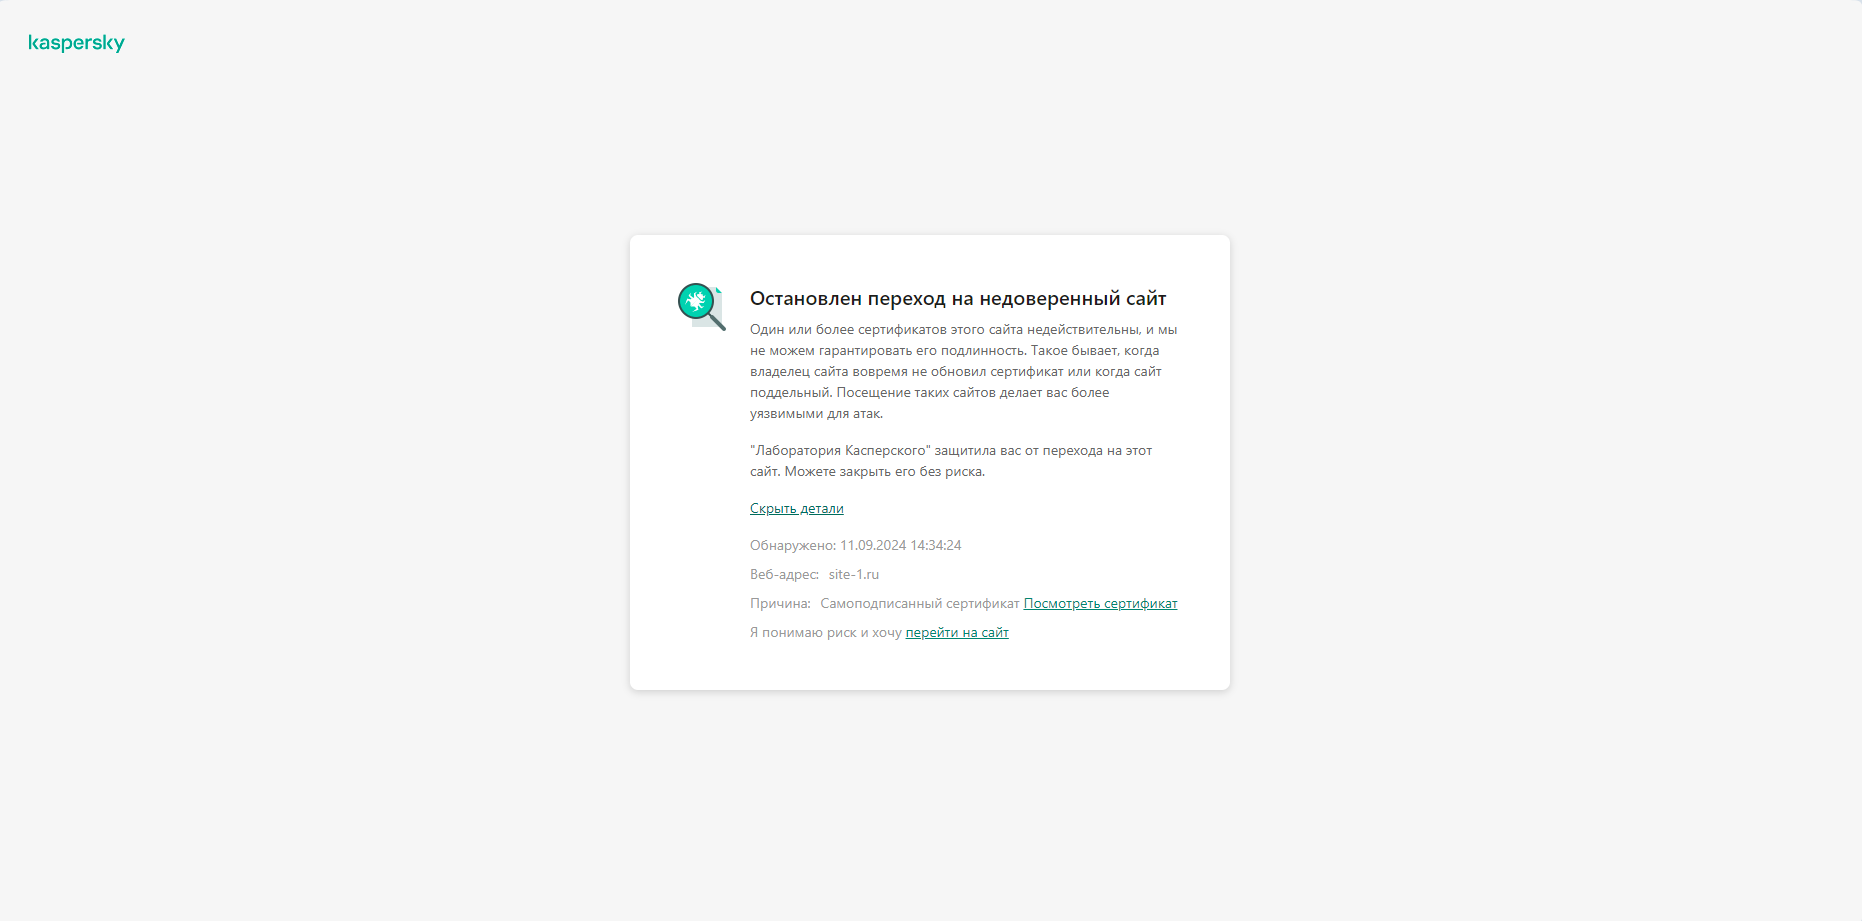 kaspersky
Остановлен переход на недоверенный сайт
Один или более сертификатов этого сайта недействительны, и мы
не можем гарантировать его подлинность. Такое бывает, когда
владелец сайта вовремя не обновил сертификат или когда сайт
поддельный. Посещение таких сайтов делает вас более
уязвимыми для атак.
"Лаборатория Касперского" защитила вас от перехода на этот
сайт. Можете закрыть его без риска.
Скрыть детали
Обнаружено: 11.09.2024 14:34:24
Веб-адрес: site-1.ru
Причина: Самоподписанный сертификат Посмотреть сертификат
Я понимаю риск и хочу перейти на сайт